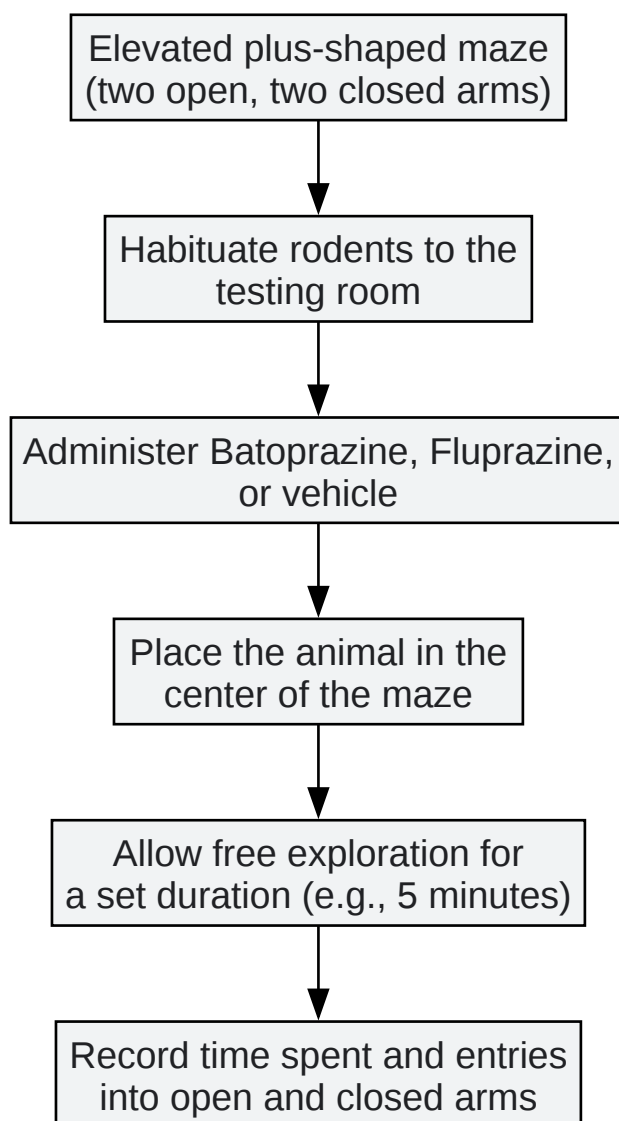 Elevated plus-shaped maze
(two open, two closed arms)
Habituate rodents to the
testing room
Administer Batoprazine, Fluprazine,
or vehicle
Place the animal in the
center of the maze
Allow free exploration for
a set duration (e.g., 5 minutes)
Record time spent and entries
into open and closed arms